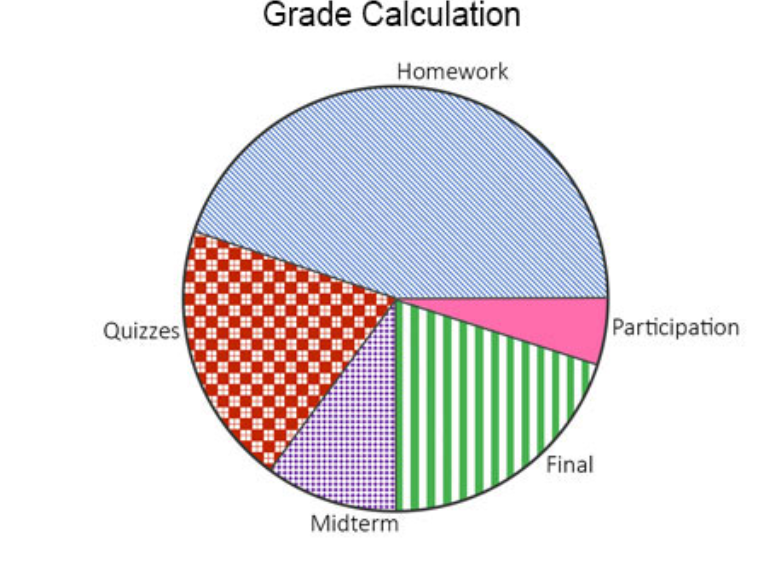 Grade Calculation
Homework
Quizzes
Participation
Final
Midterm